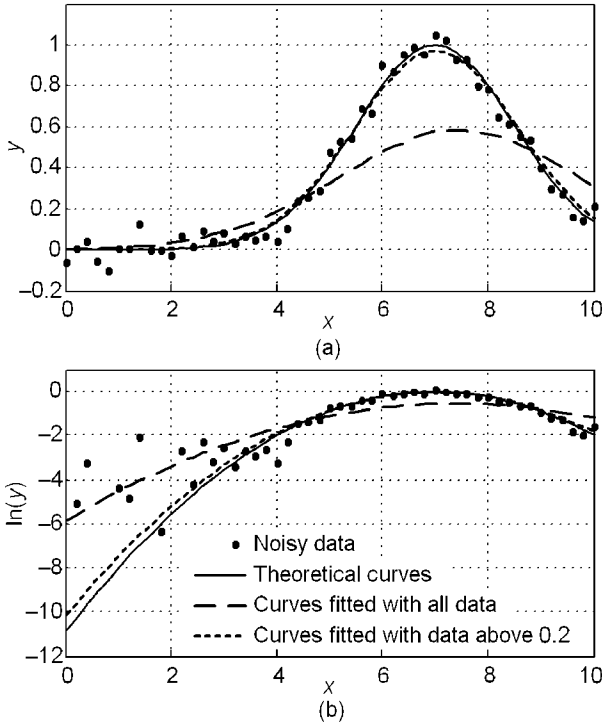 1
0.8
0.6
0.4
0.2
0
–0.2
y
0 2 4 6 8 10
x
(a)
0
–2
–4
–6
–8
–10
–12
ln(y)
Noisy data
Theoretical curves
Curves fitted with all data
Curves fitted with data above 0.2
0 2 4 6 8 10
x
(b)